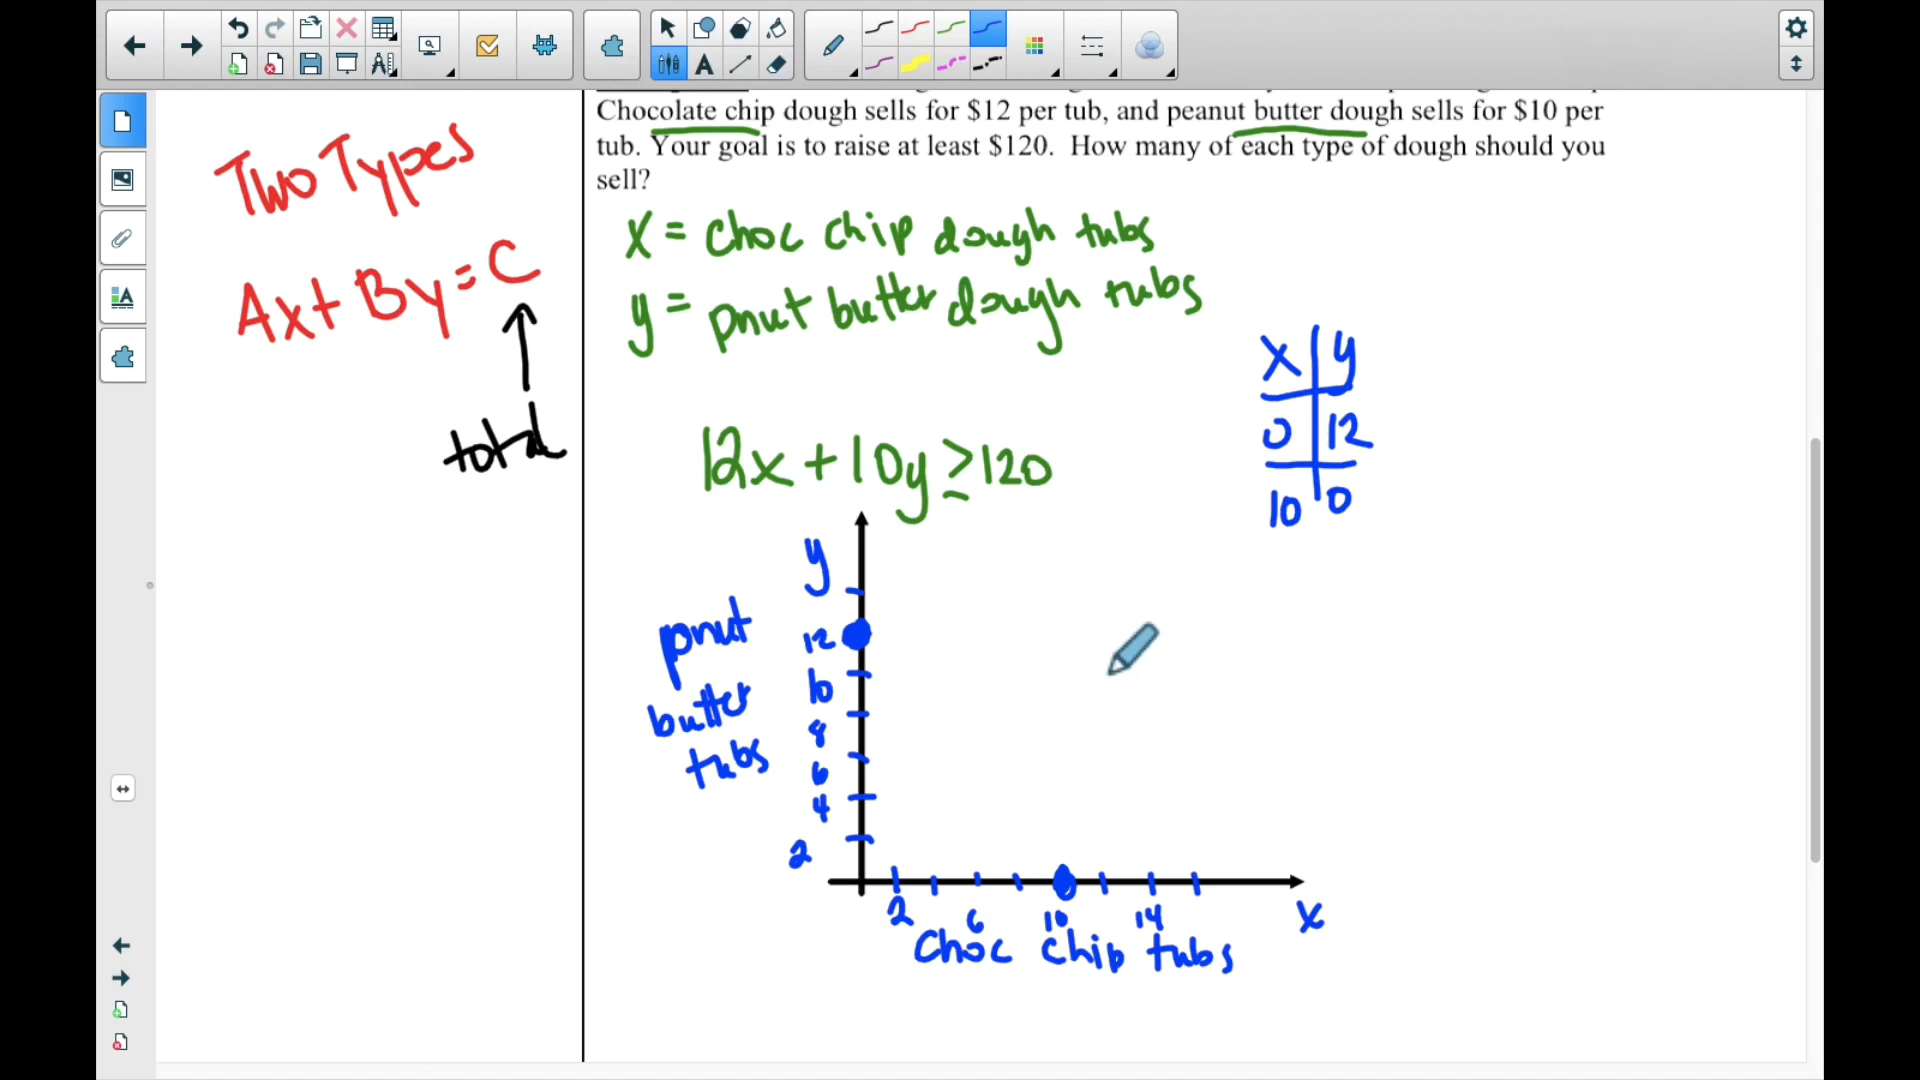 Two Types
Ax + By = C
total
Chocolate chip dough sells for $12 per tub, and peanut butter dough sells for $10 per
tub. Your goal is to raise at least $120. How many of each type of dough should you
sell?
x = choc chip dough tubs
y = pnut butter dough tubs
12x + 10y ≥ 120
x | y
0 | 12
10 | 0
y
pnut
butter
tubs
12
10
8
6
4
2
2 6 10 14
x
Choc chip tubs